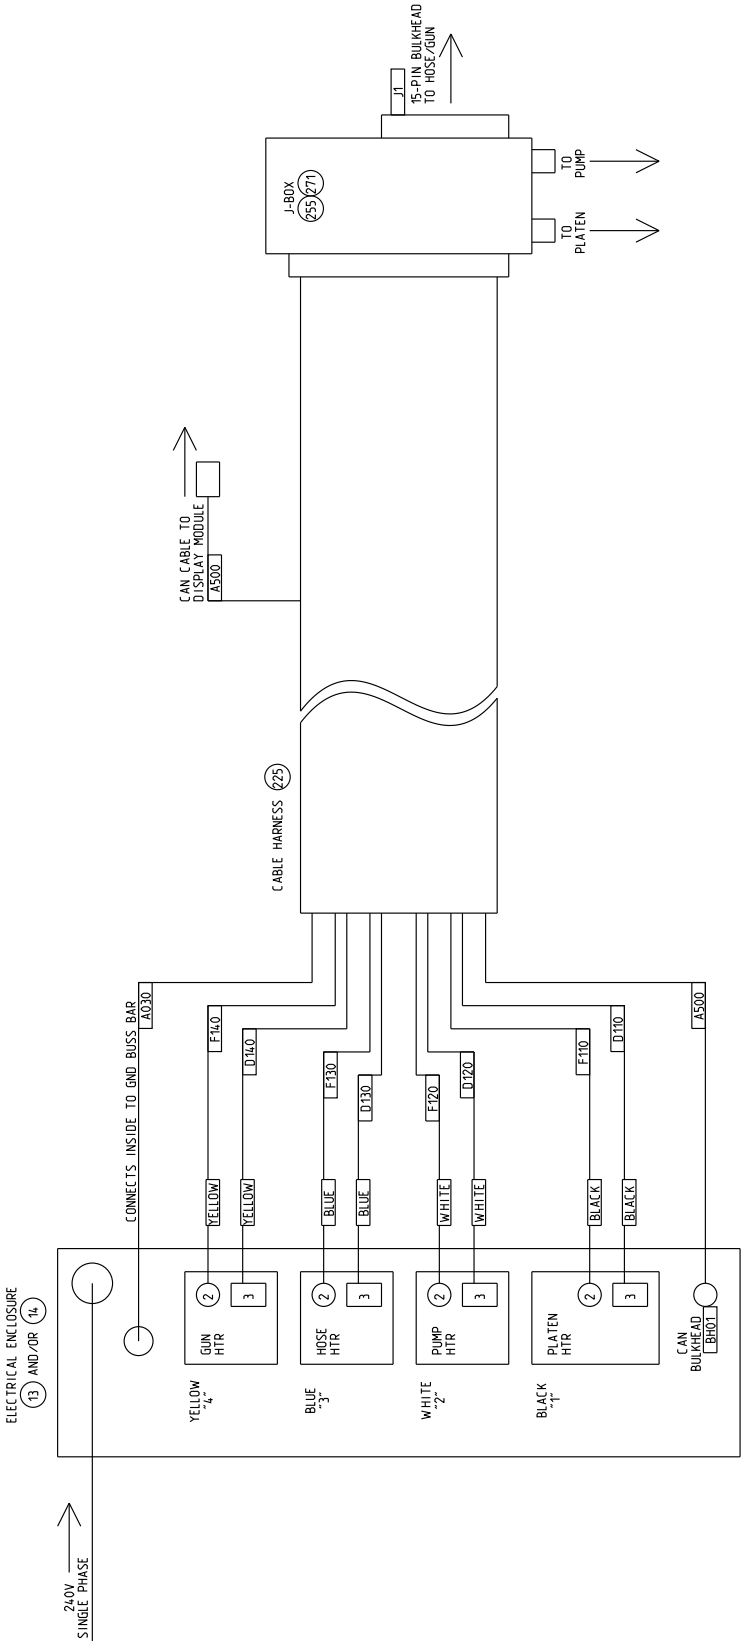 240V
SINGLE PHASE
ELECTRICAL ENCLOSURE
13 AND/OR 14
CONNECTS INSIDE TO GND BUSS BAR
A030
YELLOW
"4"
GUN
HTR
2
3
YELLOW
YELLOW
F140
D140
BLUE
"3"
HOSE
HTR
2
3
BLUE
BLUE
F130
D130
WHITE
"2"
PUMP
HTR
2
3
WHITE
WHITE
F120
D120
BLACK
"1"
PLATEN
HTR
2
3
BLACK
BLACK
F110
D110
CAN
BULKHEAD
BH01
A500
CABLE HARNESS 225
CAN CABLE TO
DISPLAY MODULE
A500
J-BOX
255 271
TO
PLATEN
TO
PUMP
J1
15-PIN BULKHEAD
TO HOSE/GUN